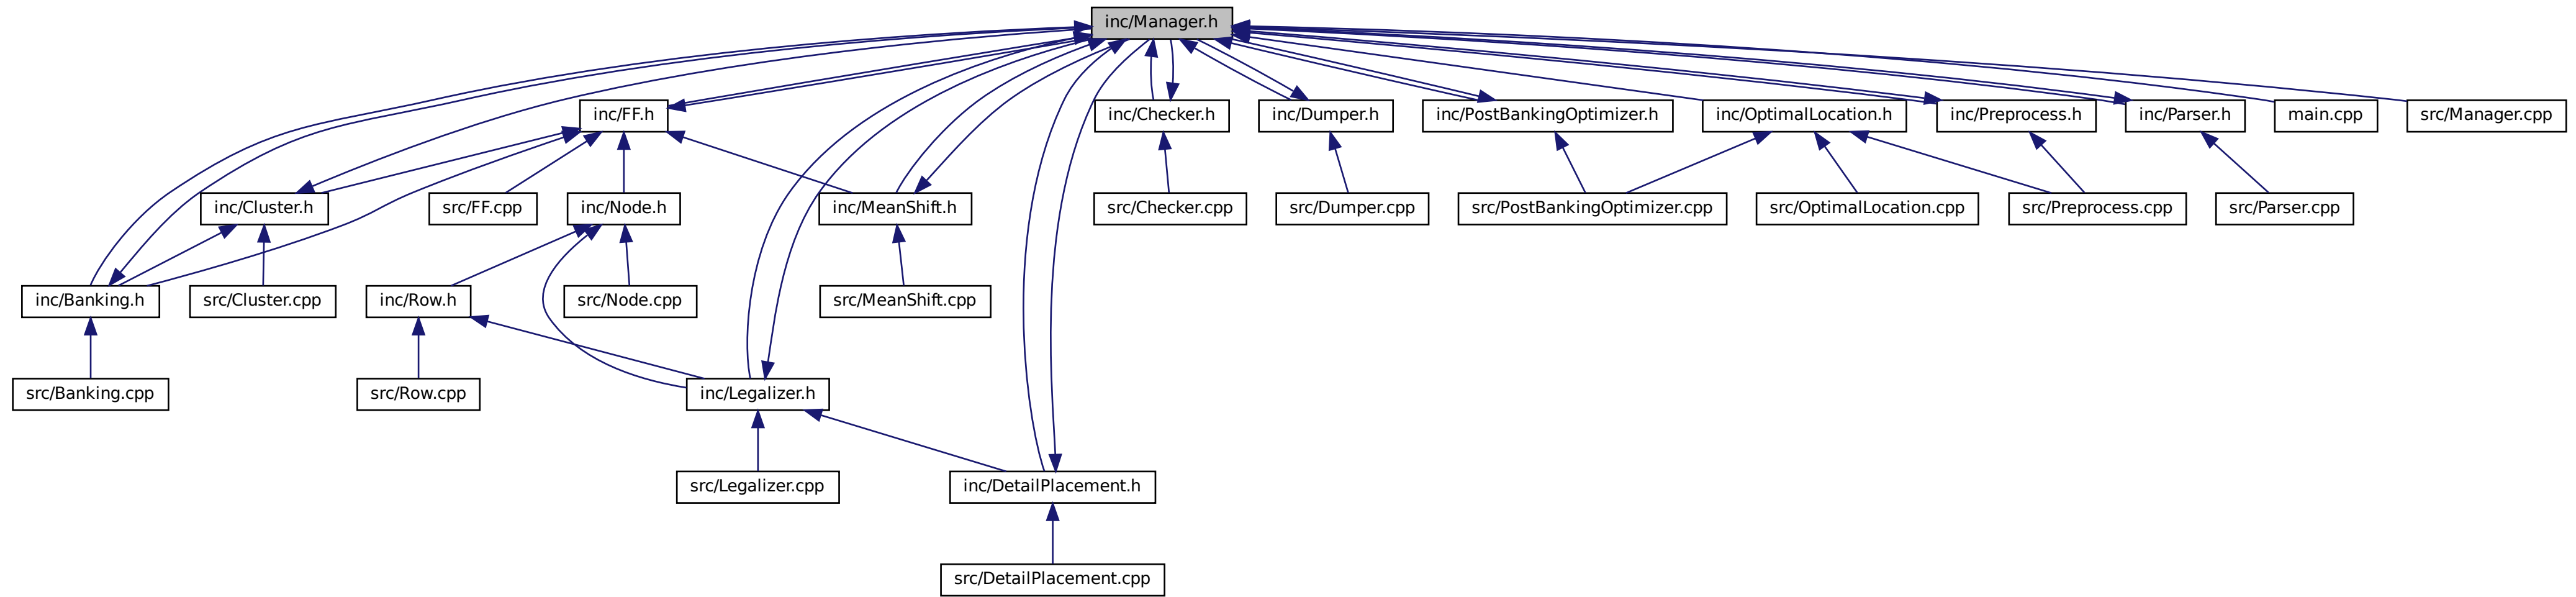 inc/Manager.h
inc/FF.h
inc/Checker.h
inc/Dumper.h
inc/PostBankingOptimizer.h
inc/OptimalLocation.h
inc/Preprocess.h
inc/Parser.h
main.cpp
src/Manager.cpp
inc/Cluster.h
src/FF.cpp
inc/Node.h
inc/MeanShift.h
src/Checker.cpp
src/Dumper.cpp
src/PostBankingOptimizer.cpp
src/OptimalLocation.cpp
src/Preprocess.cpp
src/Parser.cpp
inc/Banking.h
src/Cluster.cpp
inc/Row.h
src/Node.cpp
src/MeanShift.cpp
src/Banking.cpp
src/Row.cpp
inc/Legalizer.h
src/Legalizer.cpp
inc/DetailPlacement.h
src/DetailPlacement.cpp